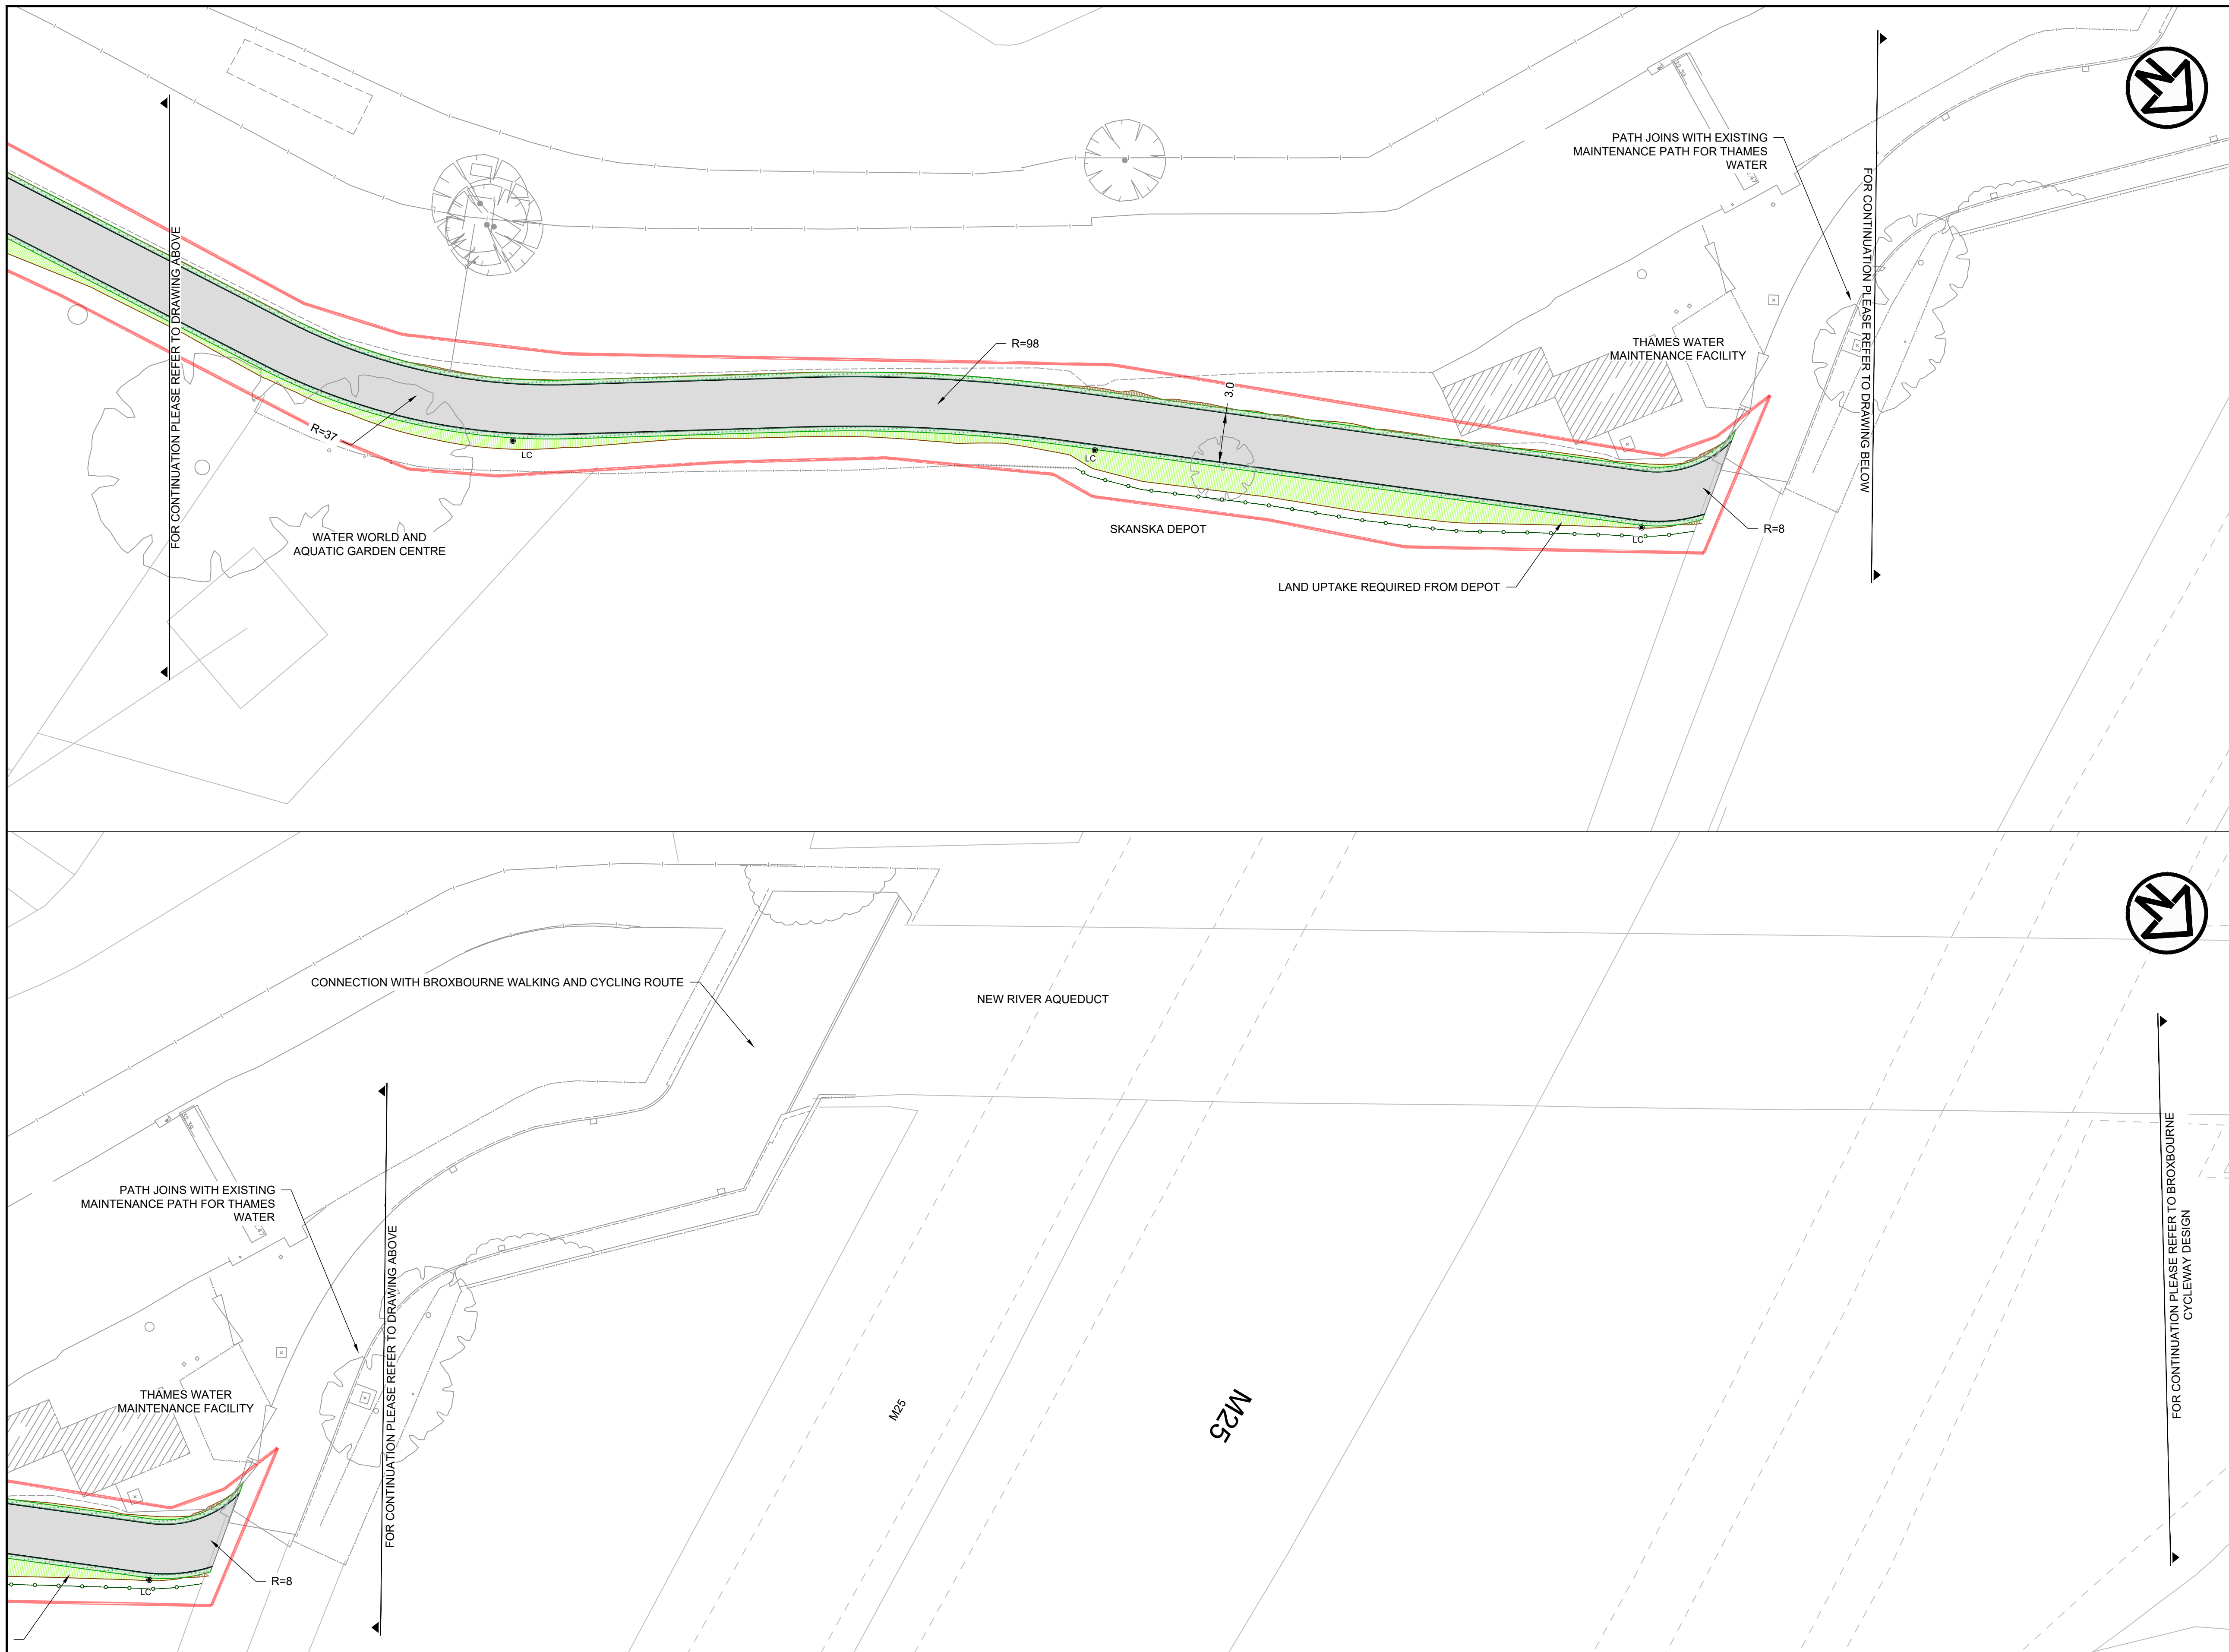 N
PATH JOINS WITH EXISTING
MAINTENANCE PATH FOR THAMES
WATER
FOR CONTINUATION PLEASE REFER TO DRAWING ABOVE
FOR CONTINUATION PLEASE REFER TO DRAWING BELOW
R=98
THAMES WATER
MAINTENANCE FACILITY
3.0
R=37
LC
LC
LC
SKANSKA DEPOT
R=8
WATER WORLD AND
AQUATIC GARDEN CENTRE
LAND UPTAKE REQUIRED FROM DEPOT
N
CONNECTION WITH BROXBOURNE WALKING AND CYCLING ROUTE
NEW RIVER AQUEDUCT
PATH JOINS WITH EXISTING
MAINTENANCE PATH FOR THAMES
WATER
FOR CONTINUATION PLEASE REFER TO DRAWING ABOVE
FOR CONTINUATION PLEASE REFER TO BROXBOURNE
CYCLEWAY DESIGN
THAMES WATER
MAINTENANCE FACILITY
M25
M25
R=8
LC